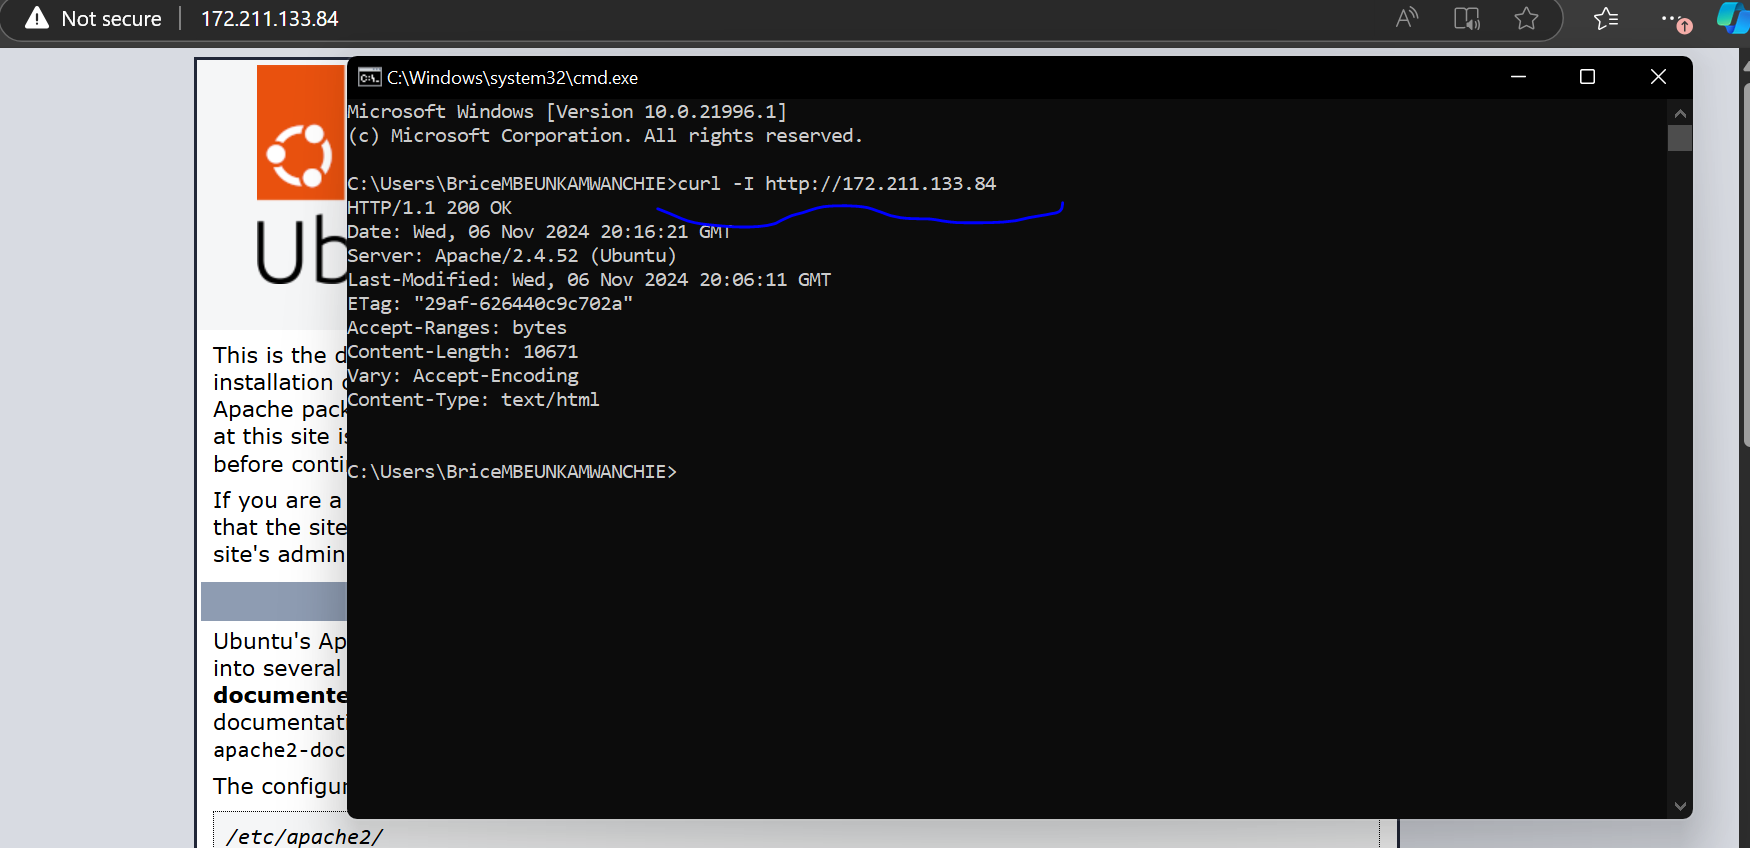 Not secure 172.211.133.84
C:\Windows\system32\cmd.exe
Microsoft Windows [Version 10.0.21996.1]
(c) Microsoft Corporation. All rights reserved.
C:\Users\BriceMBEUNKAMWANCHIE>curl -I http://172.211.133.84
HTTP/1.1 200 OK
Date: Wed, 06 Nov 2024 20:16:21 GMT
Server: Apache/2.4.52 (Ubuntu)
Last-Modified: Wed, 06 Nov 2024 20:06:11 GMT
ETag: "29af-626440c9c702a"
Accept-Ranges: bytes
Content-Length: 10671
Vary: Accept-Encoding
Content-Type: text/html
C:\Users\BriceMBEUNKAMWANCHIE>
Ub
This is the d
installation
Apache pack
at this site is
before conti
If you are a
that the site
site's admin
Ubuntu's Ap
into several
documente
documentati
apache2-doc
The configur
/etc/apache2/